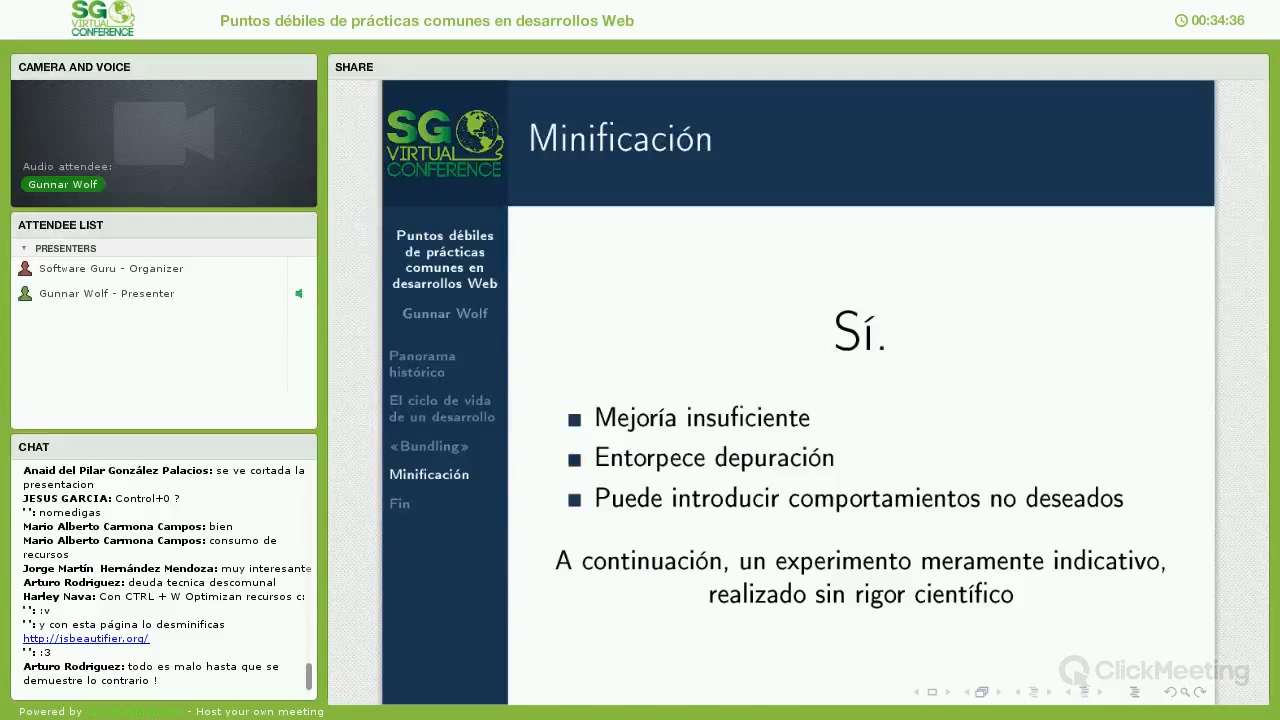 SG
VIRTUAL
CONFERENCE
Puntos débiles de prácticas comunes en desarrollos Web
00:34:36
CAMERA AND VOICE
Audio attendee:
Gunnar Wolf
ATTENDEE LIST
PRESENTERS
Software Guru - Organizer
Gunnar Wolf - Presenter
CHAT
Anaid del Pilar González Palacios: se ve cortada la
presentacion
JESUS GARCIA: Control+0 ?
' ': nomedigas
Mario Alberto Carmona Campos: bien
Mario Alberto Carmona Campos: consumo de
recursos
Jorge Martín Hernández Mendoza: muy interesante
Arturo Rodriguez: deuda tecnica descomunal
Harley Nava: Con CTRL + W Optimizan recursos c:
' ': :v
' ': y con esta página lo desminificas
http://jsbeautifier.org/
' ': :3
Arturo Rodriguez: todo es malo hasta que se
demuestre lo contrario !
Powered by
- Host your own meeting
SHARE
SG
VIRTUAL
CONFERENCE
Minificación
Puntos débiles
de prácticas
comunes en
desarrollos Web
Gunnar Wolf
Panorama
histórico
El ciclo de vida
de un desarrollo
«Bundling»
Minificación
Fin
Sí.
Mejoría insuficiente
Entorpece depuración
Puede introducir comportamientos no deseados
A continuación, un experimento meramente indicativo,
realizado sin rigor científico
ClickMeeting